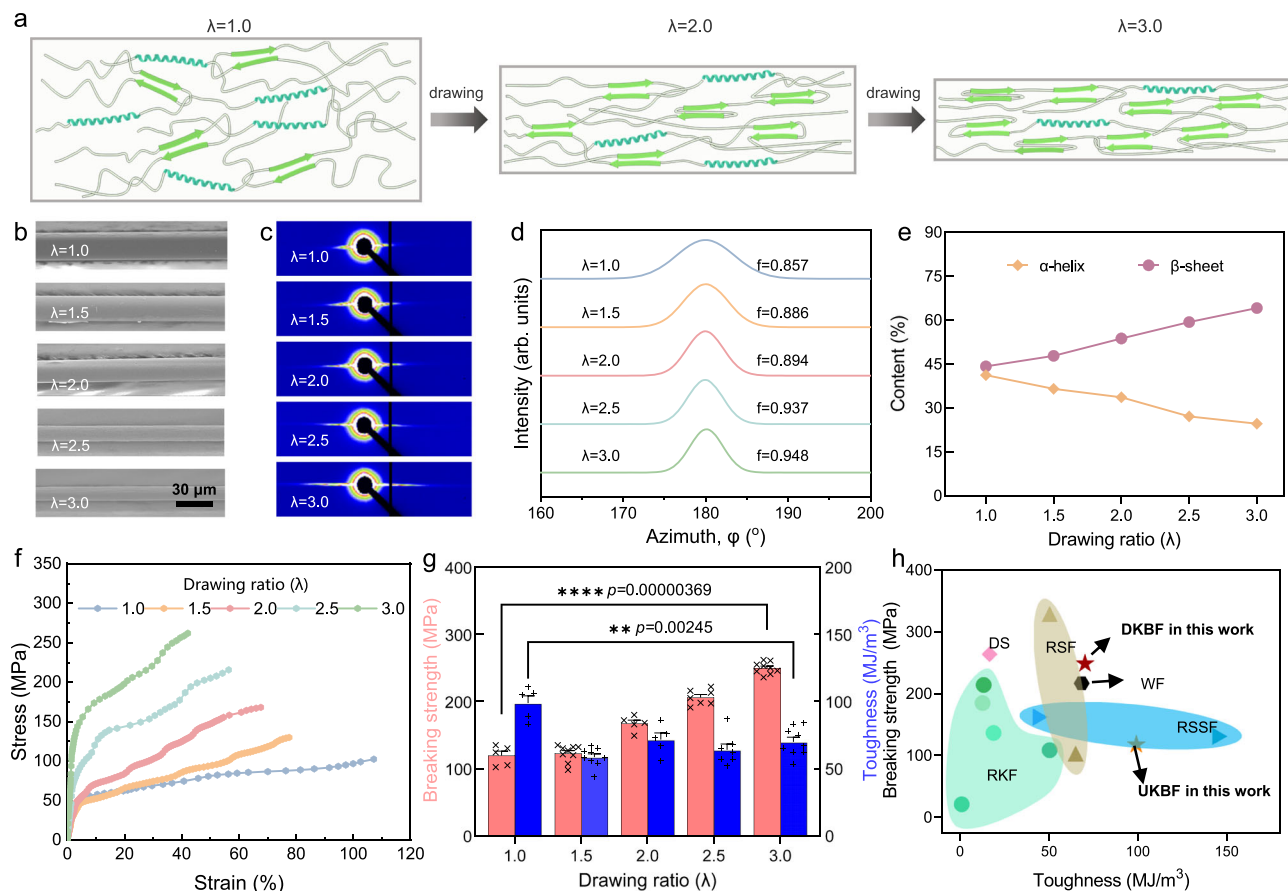 a
λ=1.0
λ=2.0
λ=3.0
drawing
drawing
b
λ=1.0
λ=1.5
λ=2.0
λ=2.5
λ=3.0
30 μm
c
λ=1.0
λ=1.5
λ=2.0
λ=2.5
λ=3.0
d
Intensity (arb. units)
λ=1.0 f=0.857
λ=1.5 f=0.886
λ=2.0 f=0.894
λ=2.5 f=0.937
λ=3.0 f=0.948
160 170 180 190 200
Azimuth, φ (°)
e
Content (%)
90
75
60
45
30
15
0
α-helix β-sheet
1.0 1.5 2.0 2.5 3.0
Drawing ratio (λ)
f
Stress (MPa)
350
300
250
200
150
100
50
0
Drawing ratio (λ)
1.0 1.5 2.0 2.5 3.0
0 20 40 60 80 100 120
Strain (%)
g
Breaking strength (MPa)
400
300
200
100
0
**** p=0.00000369
** p=0.00245
200
150
100
50
0
Toughness (MJ/m³)
1.0 1.5 2.0 2.5 3.0
Drawing ratio (λ)
h
Breaking strength (MPa)
400
300
200
100
0
DS
RSF
DKBF in this work
WF
RSSF
RKF
UKBF in this work
0 50 100 150
Toughness (MJ/m³)